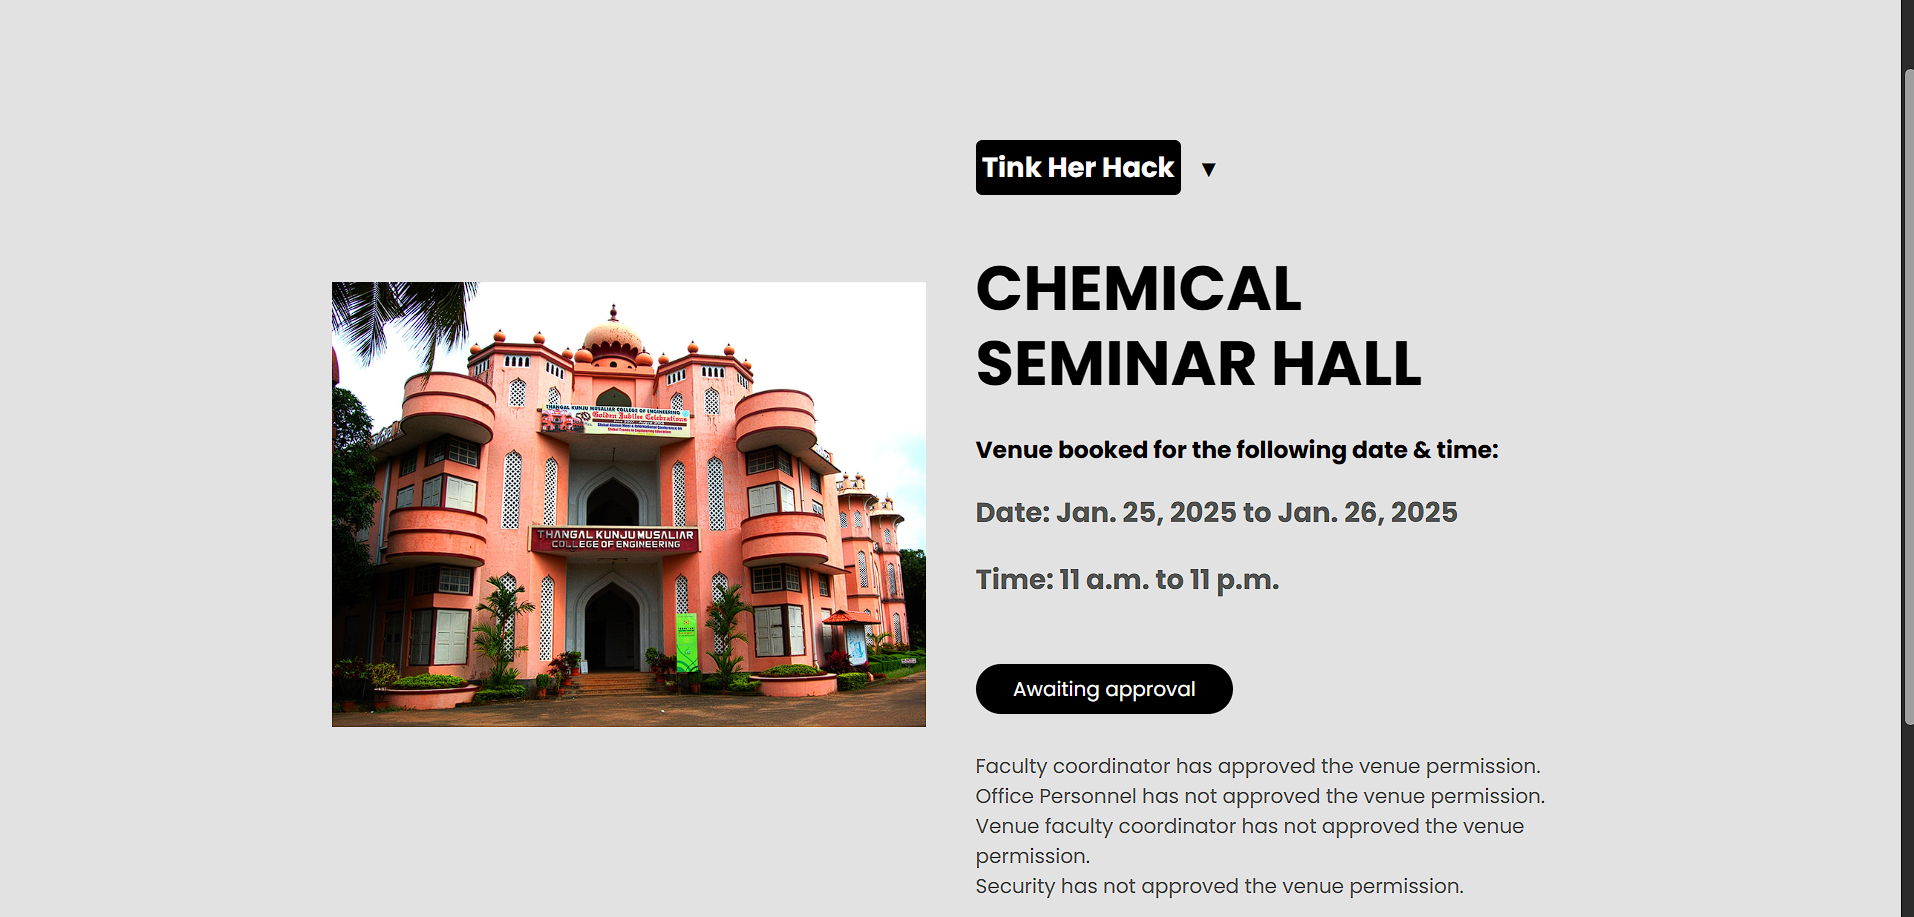 Tink Her Hack ▼
CHEMICAL
SEMINAR HALL
Venue booked for the following date & time:
Date: Jan. 25, 2025 to Jan. 26, 2025
Time: 11 a.m. to 11 p.m.
Awaiting approval
Faculty coordinator has approved the venue permission.
Office Personnel has not approved the venue permission.
Venue faculty coordinator has not approved the venue
permission.
Security has not approved the venue permission.
THANGAL KUNJU MUSALIAR COLLEGE OF ENGINEERING
Golden Jubilee Celebrations
THANGAL KUNJU MUSALIAR
COLLEGE OF ENGINEERING